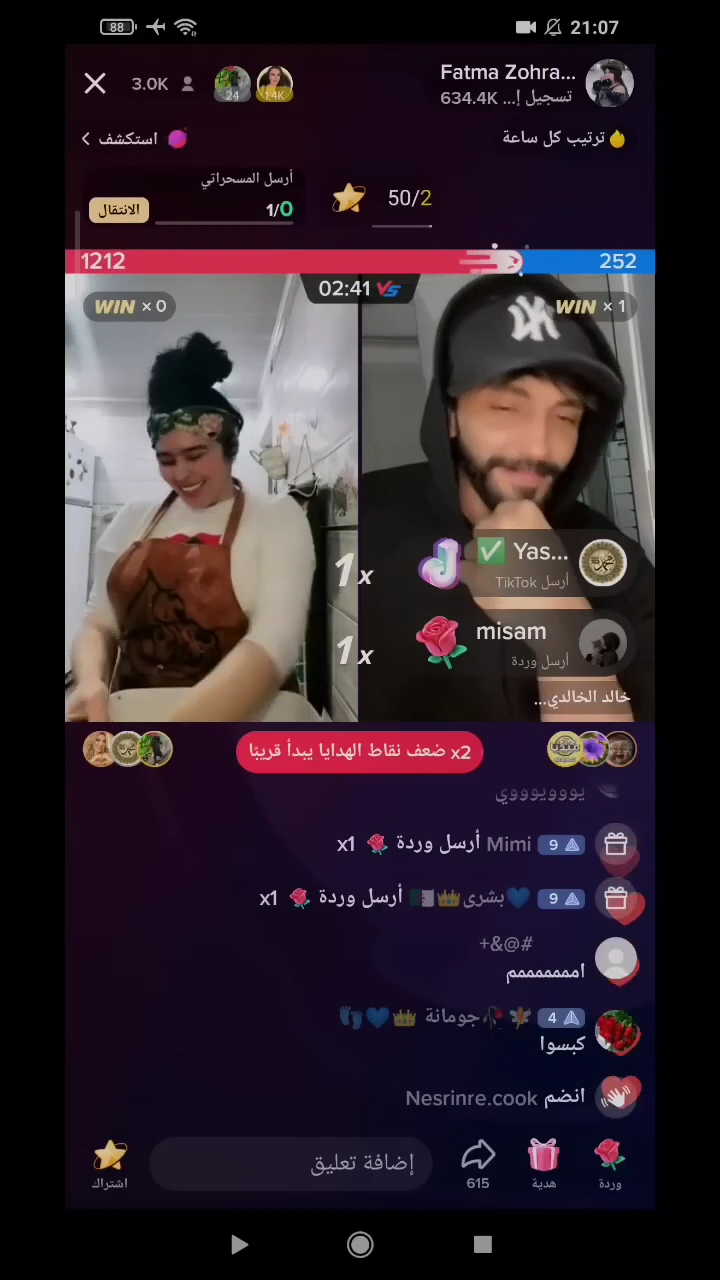 88
21:07
3.0K
24
1.4K
Fatma Zohra...
634.4K تسجيل إ...
ترتيب كل ساعة
استكشف
أرسل المسحراتي
الانتقال
1/0
50/2
1212
252
02:41 VS
WIN × 0
WIN × 1
1x
✅ Yas...
أرسل TikTok
1x
misam
أرسل وردة
خالد الخالدي...
x2 ضعف نقاط الهدايا يبدأ قريبًا
يووويوووي
9 Mimi أرسل وردة 🌹 x1
9 💙بشرى👑🇩🇿 أرسل وردة 🌹 x1
+&@#
امممممممم
4 🧚🥀جومانة 👑💙👣
كبسوا
Nesrinre.cook انضم
اشتراك
إضافة تعليق
615
هدية
وردة